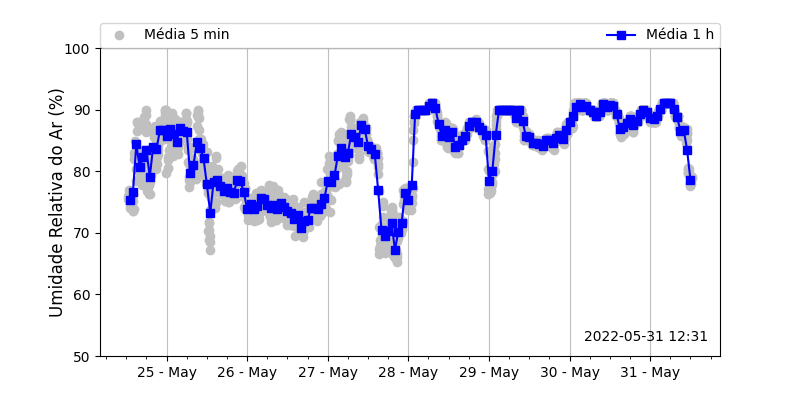 Média 5 min
Média 1 h
Umidade Relativa do Ar (%)
100
90
80
70
60
50
2022-05-31 12:31
25 - May
26 - May
27 - May
28 - May
29 - May
30 - May
31 - May